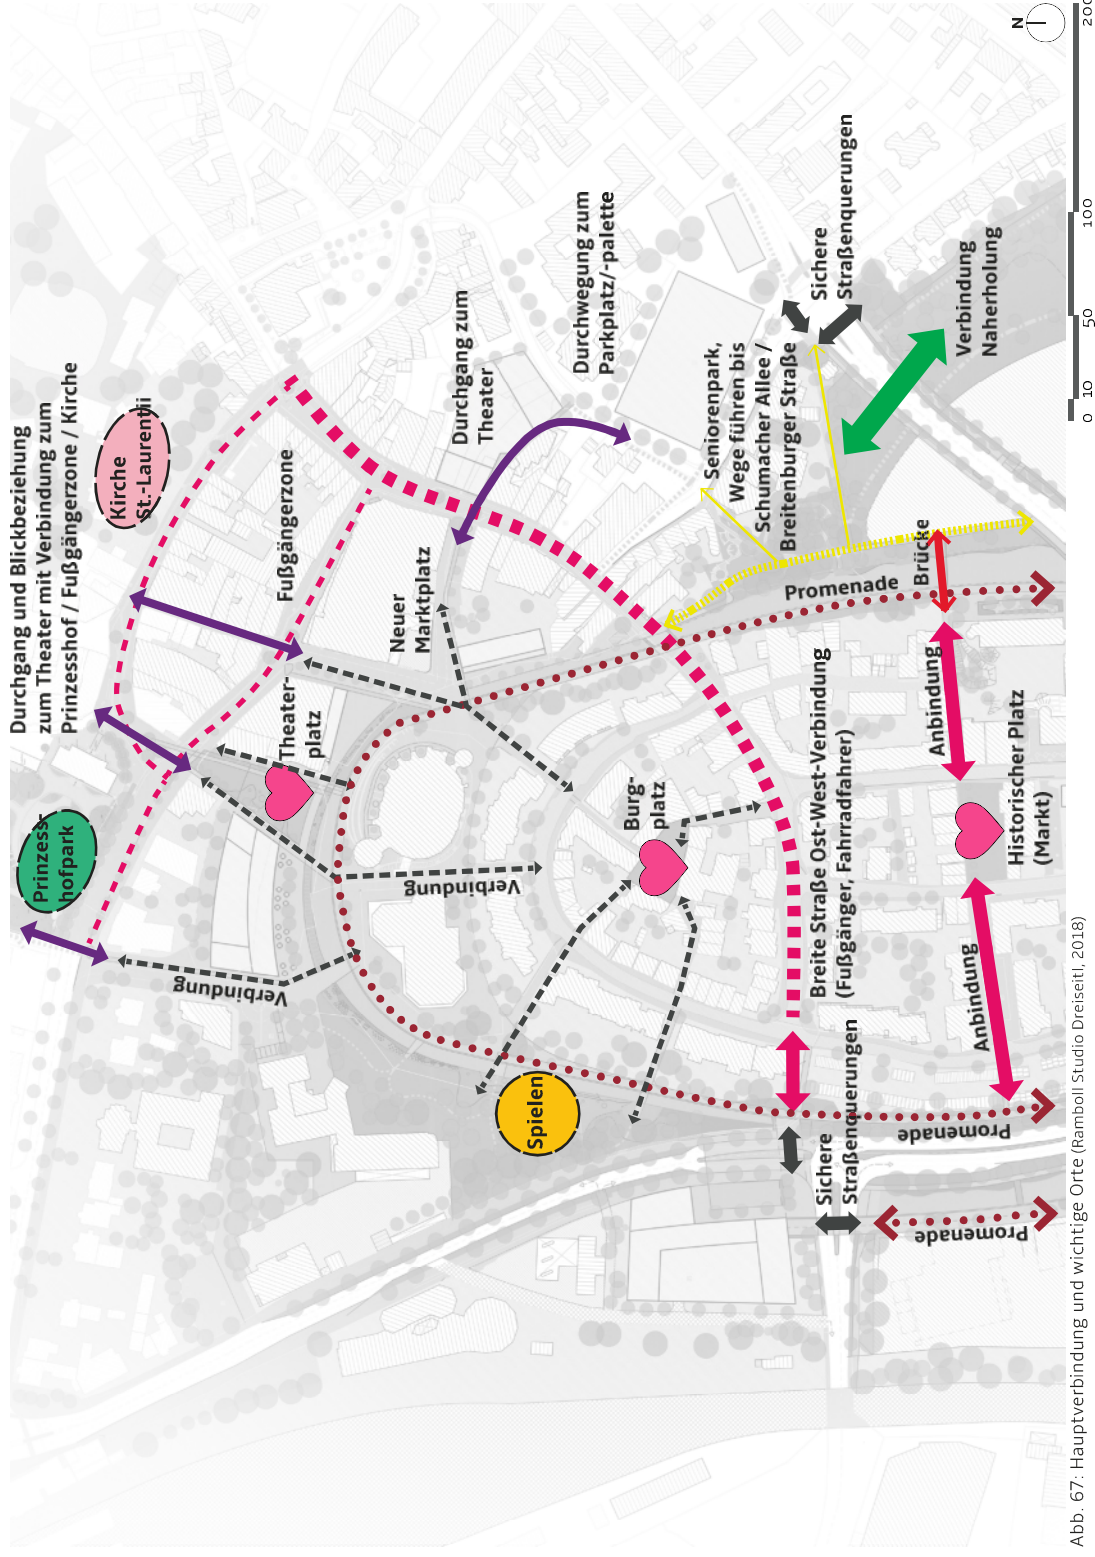 Durchgang und Blickbeziehung
zum Theater mit Verbindung zum
Prinzesshof / Fußgängerzone / Kirche
Kirche
St.-Laurentii
Prinzess-
hofpark
Fußgängerzone
Theater-
platz
Neuer
Marktplatz
Durchgang zum
Theater
Durchwegung zum
Parkplatz/-palette
Verbindung
Verbindung
Spielen
Burg-
platz
Seniorenpark,
Wege führen bis
Schumacher Allee /
Breitenburger Straße
Sichere
Straßenquerungen
Promenade
Brücke
Verbindung
Naherholung
Breite Straße Ost-West-Verbindung
(Fußgänger, Fahrradfahrer)
Sichere
Straßenquerungen
Anbindung
Historischer Platz
(Markt)
Anbindung
Promenade
Promenade
N
0 10 50 100 200
Abb. 67: Hauptverbindung und wichtige Orte (Ramboll Studio Dreiseitl, 2018)